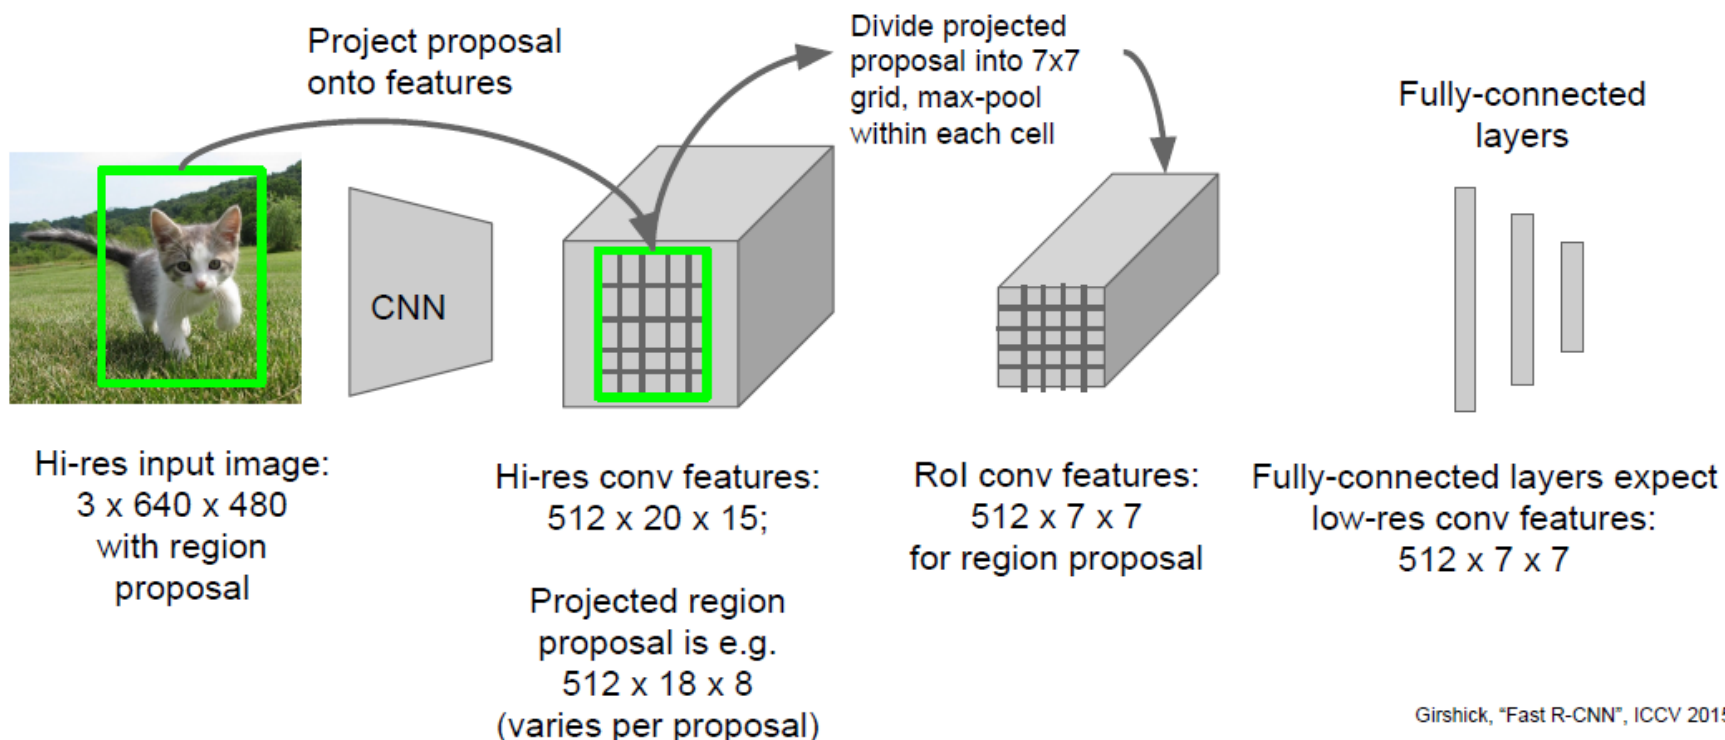 Project proposal
onto features
Divide projected
proposal into 7x7
grid, max-pool
within each cell
Fully-connected
layers
CNN
Hi-res input image:
3 x 640 x 480
with region
proposal
Hi-res conv features:
512 x 20 x 15;
Projected region
proposal is e.g.
512 x 18 x 8
(varies per proposal)
RoI conv features:
512 x 7 x 7
for region proposal
Fully-connected layers expect
low-res conv features:
512 x 7 x 7
Girshick, "Fast R-CNN", ICCV 2015